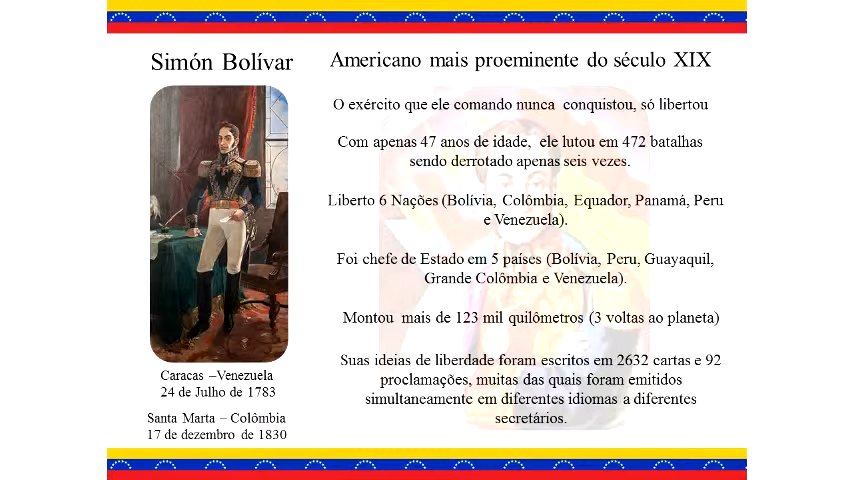 Simón Bolívar
Americano mais proeminente do século XIX
O exército que ele comando nunca conquistou, só libertou
Com apenas 47 anos de idade, ele lutou em 472 batalhas
sendo derrotado apenas seis vezes.
Liberto 6 Nações (Bolívia, Colômbia, Equador, Panamá, Peru
e Venezuela).
Foi chefe de Estado em 5 países (Bolívia, Peru, Guayaquil,
Grande Colômbia e Venezuela).
Montou mais de 123 mil quilômetros (3 voltas ao planeta)
Suas ideias de liberdade foram escritos em 2632 cartas e 92
proclamações, muitas das quais foram emitidos
simultaneamente em diferentes idiomas a diferentes
secretários.
Caracas –Venezuela
24 de Julho de 1783
Santa Marta – Colômbia
17 de dezembro de 1830